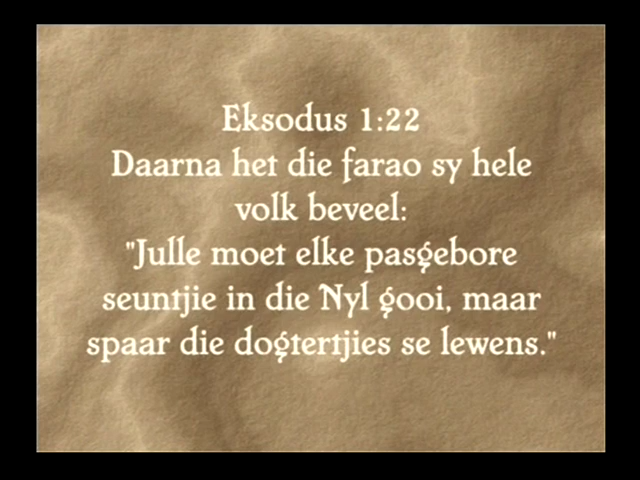 Eksodus 1:22
Daarna het die farao sy hele
volk beveel:
"Julle moet elke pasgebore
seuntjie in die Nyl gooi, maar
spaar die dogtertjies se lewens."